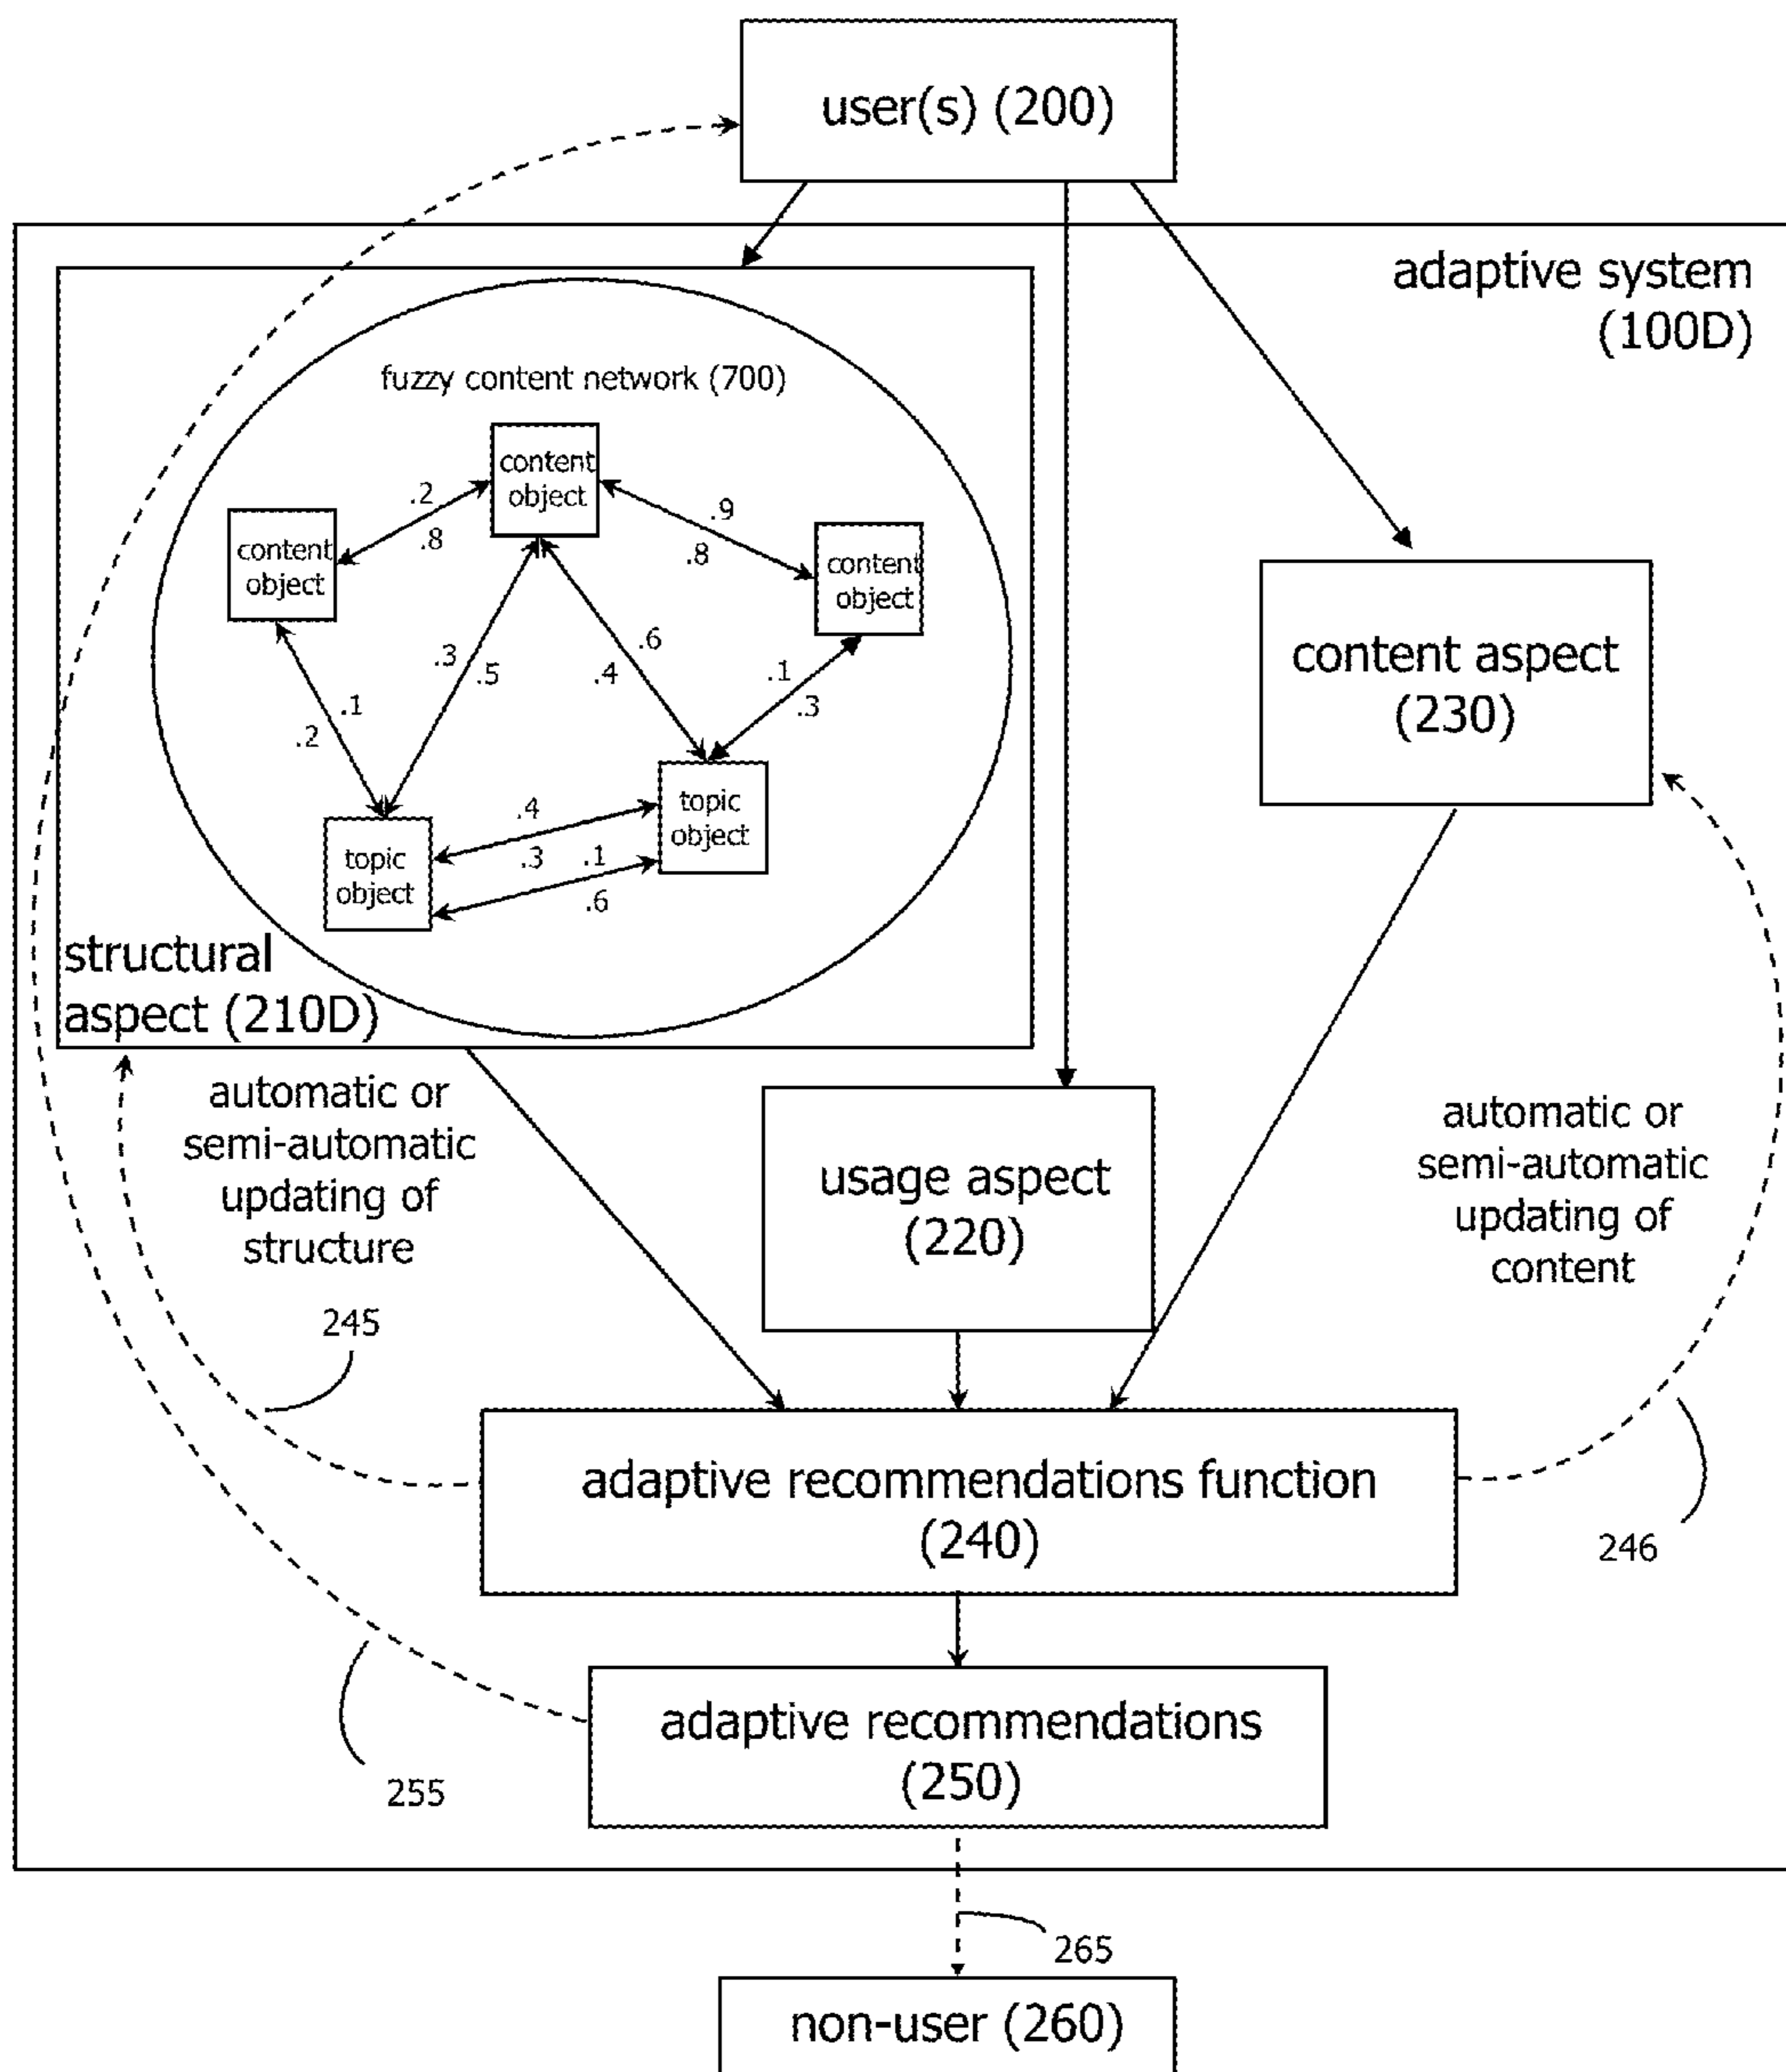 user(s) (200)
adaptive system
(100D)
fuzzy content network (700)
content
object
.2
.8
.9
.8
content
object
content
object
.3
.5
.6
.4
.1
.3
.1
.2
topic
object
.4
.3
.1
.6
topic
object
structural
aspect (210D)
content aspect
(230)
automatic or
semi-automatic
updating of
structure
245
usage aspect
(220)
automatic or
semi-automatic
updating of
content
246
adaptive recommendations function
(240)
adaptive recommendations
(250)
255
265
non-user (260)